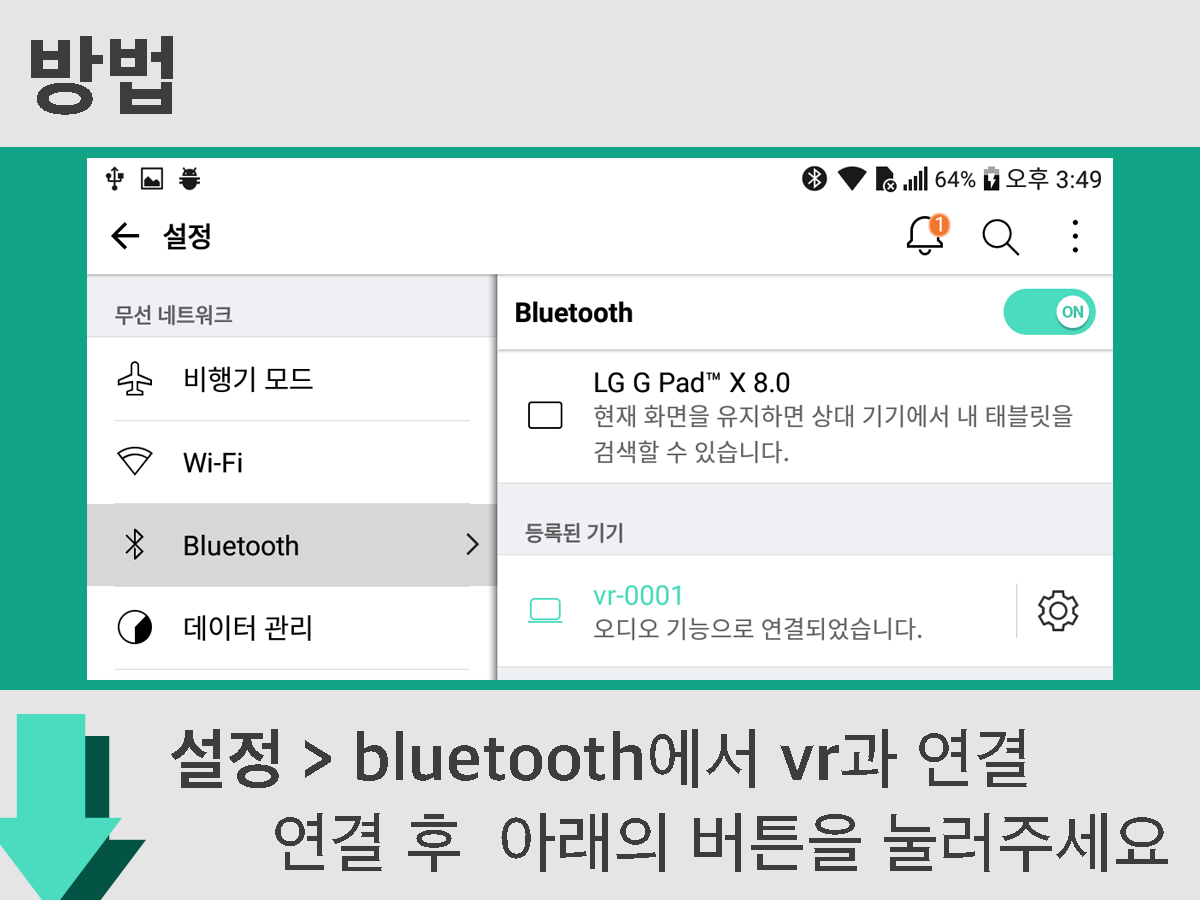 방법
64% 오후 3:49
설정
1
무선 네트워크
Bluetooth
ON
비행기 모드
LG G Pad™ X 8.0
현재 화면을 유지하면 상대 기기에서 내 태블릿을
검색할 수 있습니다.
Wi-Fi
Bluetooth
등록된 기기
데이터 관리
vr-0001
오디오 기능으로 연결되었습니다.
설정 > bluetooth에서 vr과 연결
연결 후 아래의 버튼을 눌러주세요